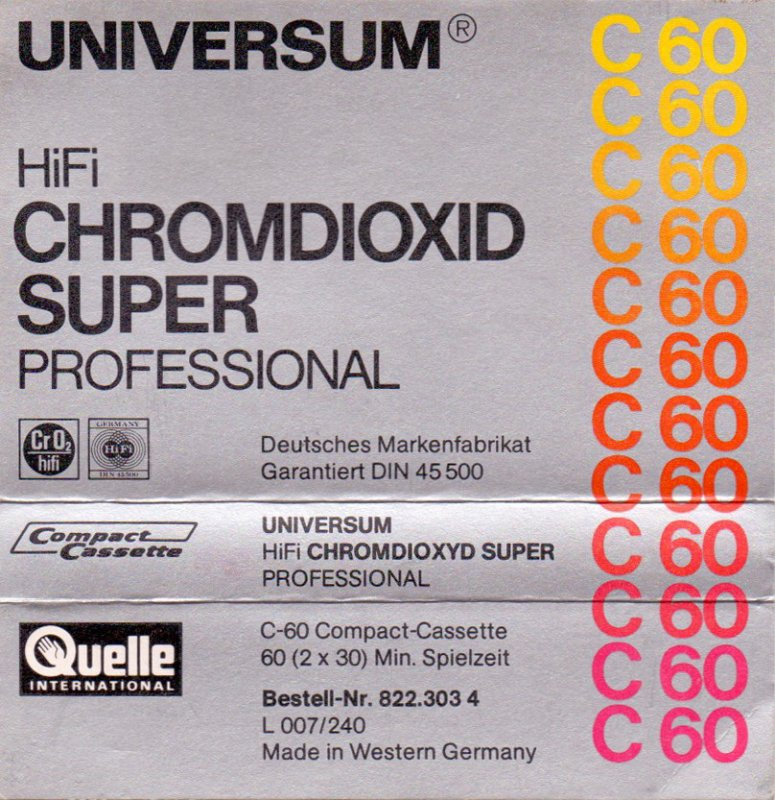 UNIVERSUM®
HiFi
CHROMDIOXID
SUPER
PROFESSIONAL
CrO₂
hifi
GERMANY
HiFi
DIN 45500
Deutsches Markenfabrikat
Garantiert DIN 45 500
Compact
Cassette
UNIVERSUM
HiFi CHROMDIOXYD SUPER
PROFESSIONAL
Quelle
INTERNATIONAL
C-60 Compact-Cassette
60 (2 x 30) Min. Spielzeit
Bestell-Nr. 822.303 4
L 007/240
Made in Western Germany
C 60
C 60
C 60
C 60
C 60
C 60
C 60
C 60
C 60
C 60
C 60
C 60